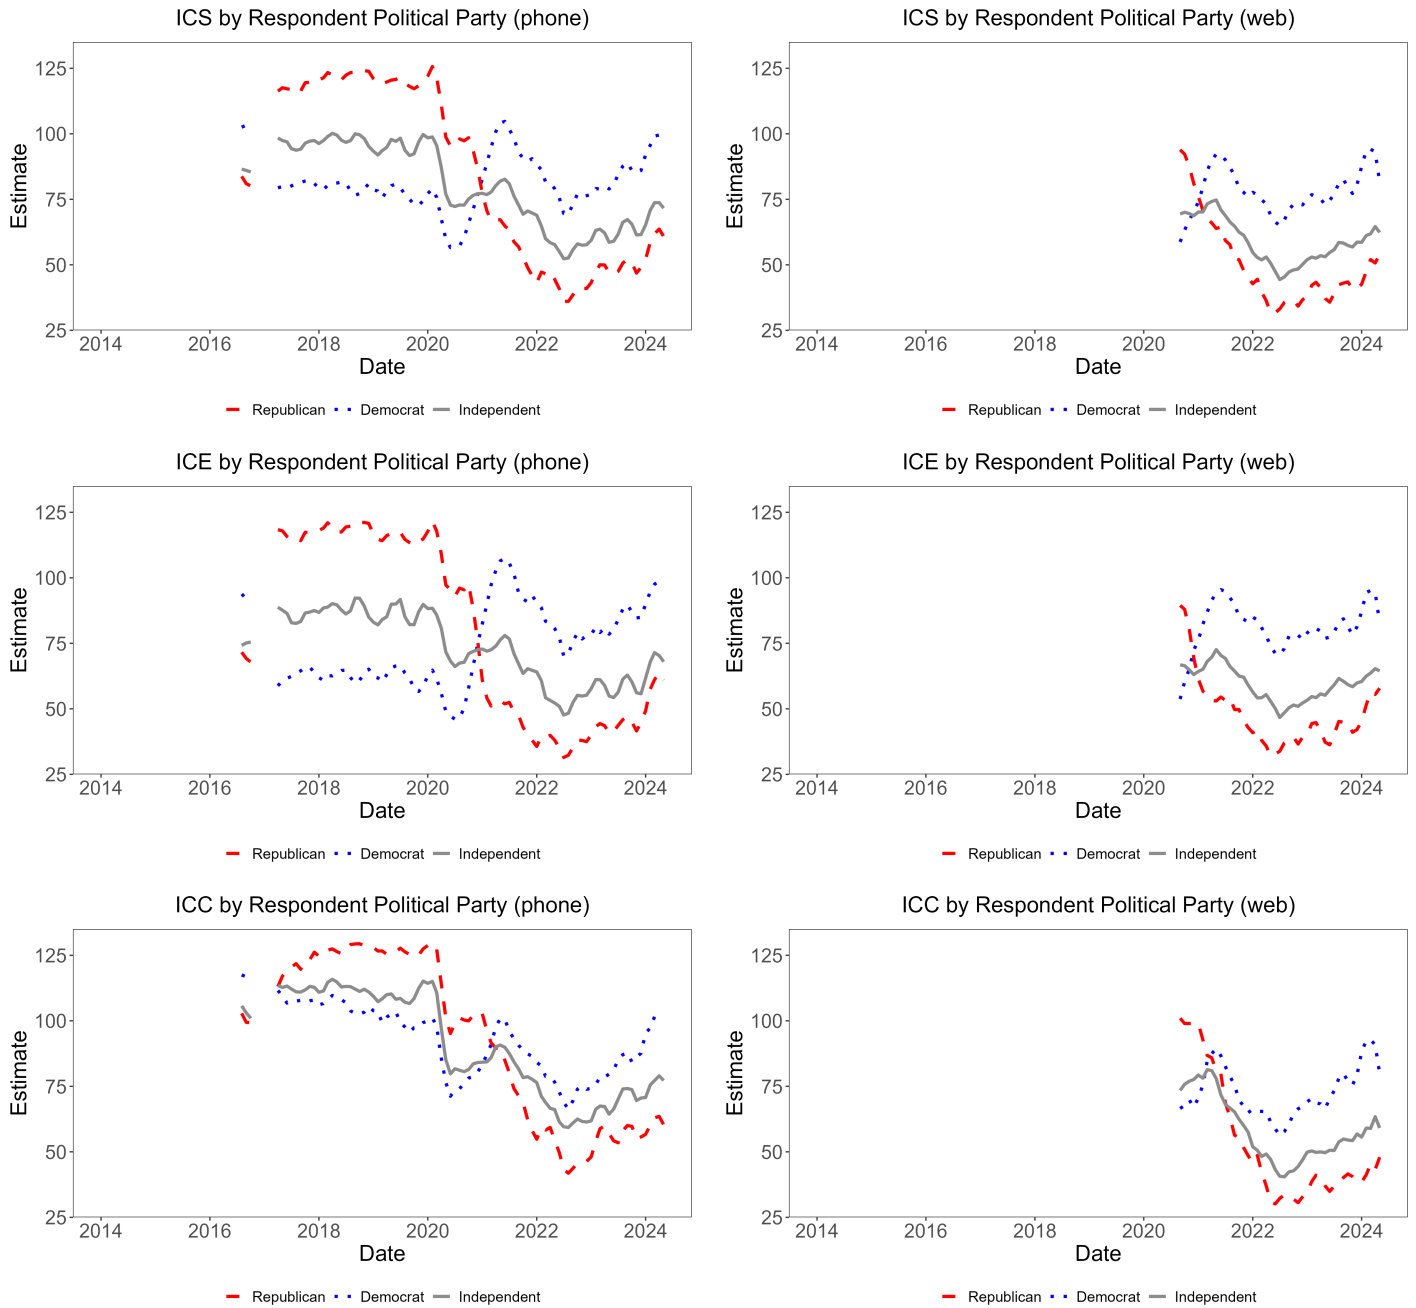 ICS by Respondent Political Party (phone)
125
100
75
50
25
Estimate
2014 2016 2018 2020 2022 2024
Date
Republican Democrat Independent
ICS by Respondent Political Party (web)
125
100
75
50
25
Estimate
2014 2016 2018 2020 2022 2024
Date
Republican Democrat Independent
ICE by Respondent Political Party (phone)
125
100
75
50
25
Estimate
2014 2016 2018 2020 2022 2024
Date
Republican Democrat Independent
ICE by Respondent Political Party (web)
125
100
75
50
25
Estimate
2014 2016 2018 2020 2022 2024
Date
Republican Democrat Independent
ICC by Respondent Political Party (phone)
125
100
75
50
25
Estimate
2014 2016 2018 2020 2022 2024
Date
Republican Democrat Independent
ICC by Respondent Political Party (web)
125
100
75
50
25
Estimate
2014 2016 2018 2020 2022 2024
Date
Republican Democrat Independent